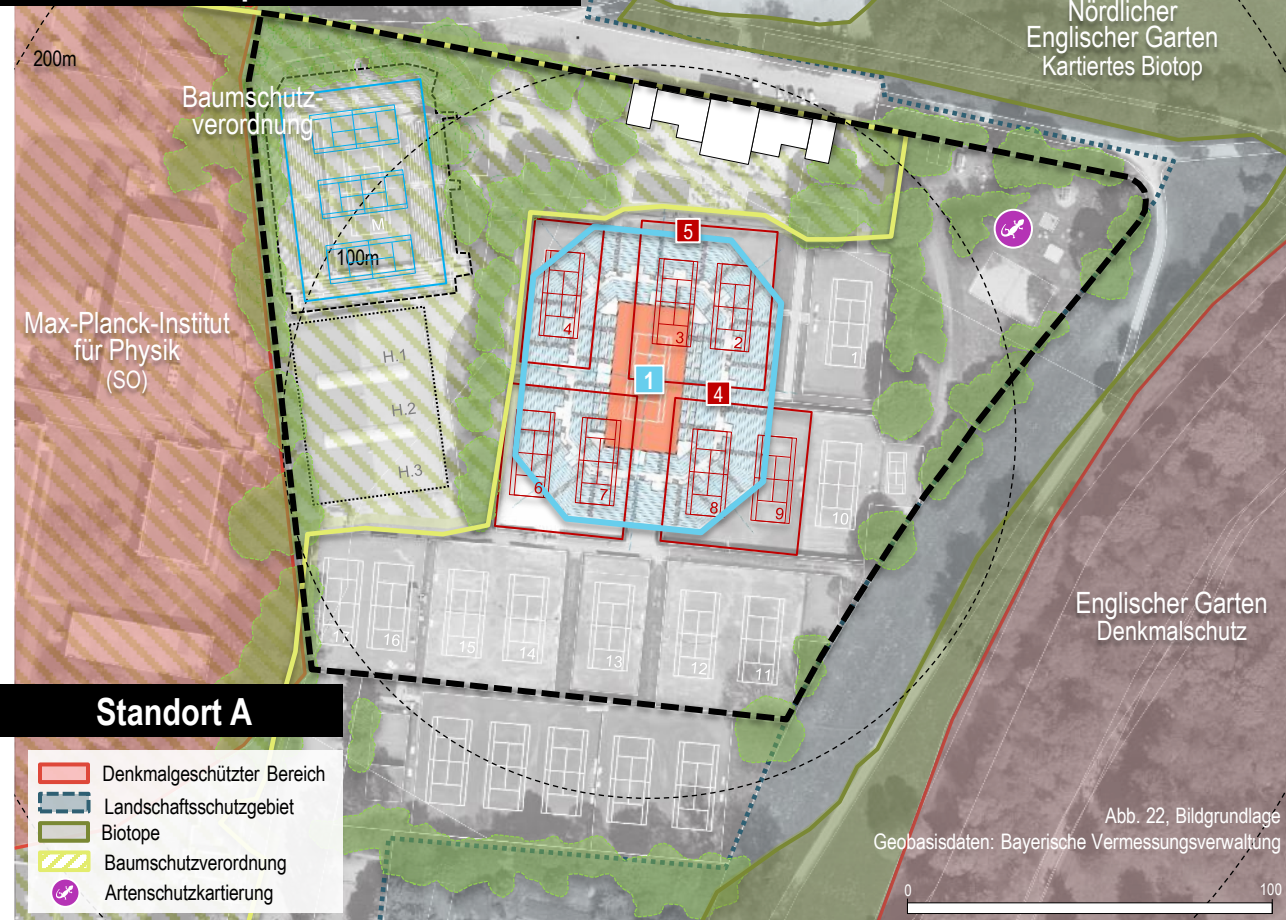 200m
Nördlicher
Englischer Garten
Kartiertes Biotop
Baumschutz-
verordnung
M
100m
5
4
3
2
1
1
Max-Planck-Institut
für Physik
(SO)
H.1
H.2
H.3
4
6
7
8
9
10
16
15
14
13
12
11
Englischer Garten
Denkmalschutz
Standort A
Denkmalgeschützter Bereich
Landschaftsschutzgebiet
Biotope
Baumschutzverordnung
Artenschutzkartierung
Abb. 22, Bildgrundlage
Geobasisdaten: Bayerische Vermessungsverwaltung
0
100